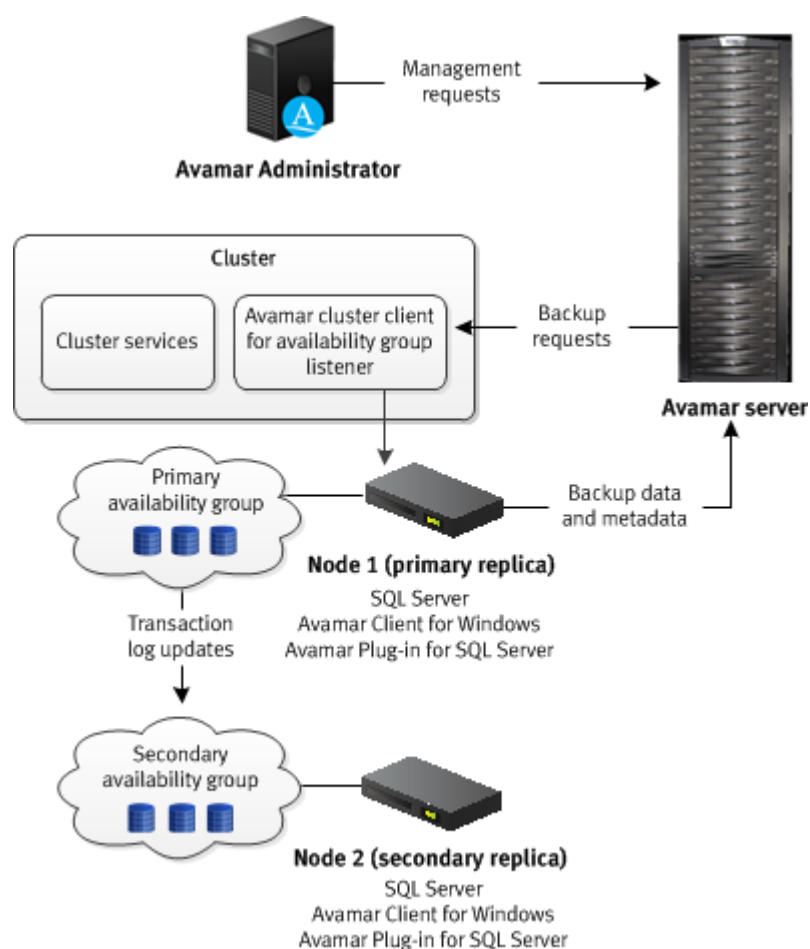 Management
requests
A
Avamar Administrator
Cluster
Cluster services
Avamar cluster client
for availability group
listener
Backup
requests
Avamar server
Primary
availability group
Backup data
and metadata
Node 1 (primary replica)
SQL Server
Avamar Client for Windows
Avamar Plug-in for SQL Server
Transaction
log updates
Secondary
availability group
Node 2 (secondary replica)
SQL Server
Avamar Client for Windows
Avamar Plug-in for SQL Server